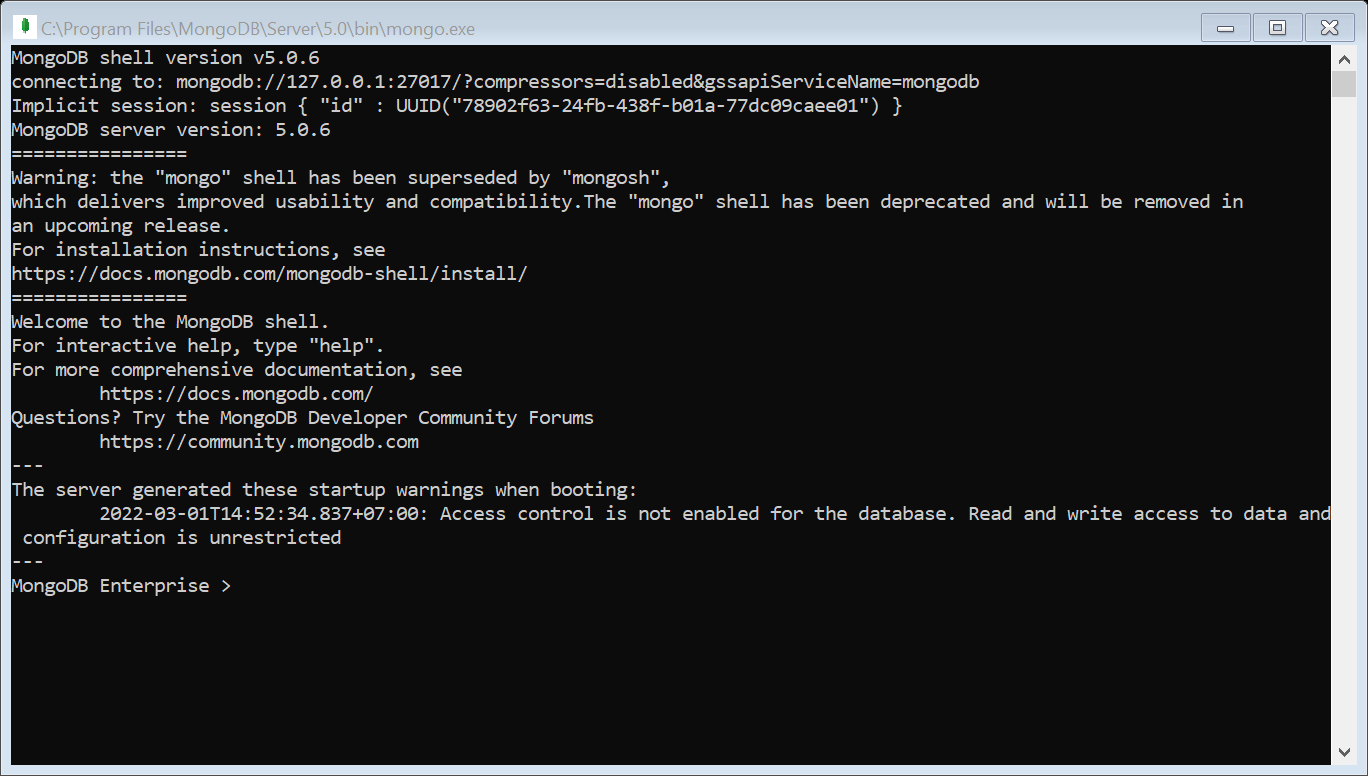 C:\Program Files\MongoDB\Server\5.0\bin\mongo.exe
MongoDB shell version v5.0.6
connecting to: mongodb://127.0.0.1:27017/?compressors=disabled&gssapiServiceName=mongodb
Implicit session: session { "id" : UUID("78902f63-24fb-438f-b01a-77dc09caee01") }
MongoDB server version: 5.0.6
================
Warning: the "mongo" shell has been superseded by "mongosh",
which delivers improved usability and compatibility.The "mongo" shell has been deprecated and will be removed in
an upcoming release.
For installation instructions, see
https://docs.mongodb.com/mongodb-shell/install/
================
Welcome to the MongoDB shell.
For interactive help, type "help".
For more comprehensive documentation, see
        https://docs.mongodb.com/
Questions? Try the MongoDB Developer Community Forums
        https://community.mongodb.com
---
The server generated these startup warnings when booting:
        2022-03-01T14:52:34.837+07:00: Access control is not enabled for the database. Read and write access to data and
 configuration is unrestricted
---
MongoDB Enterprise >